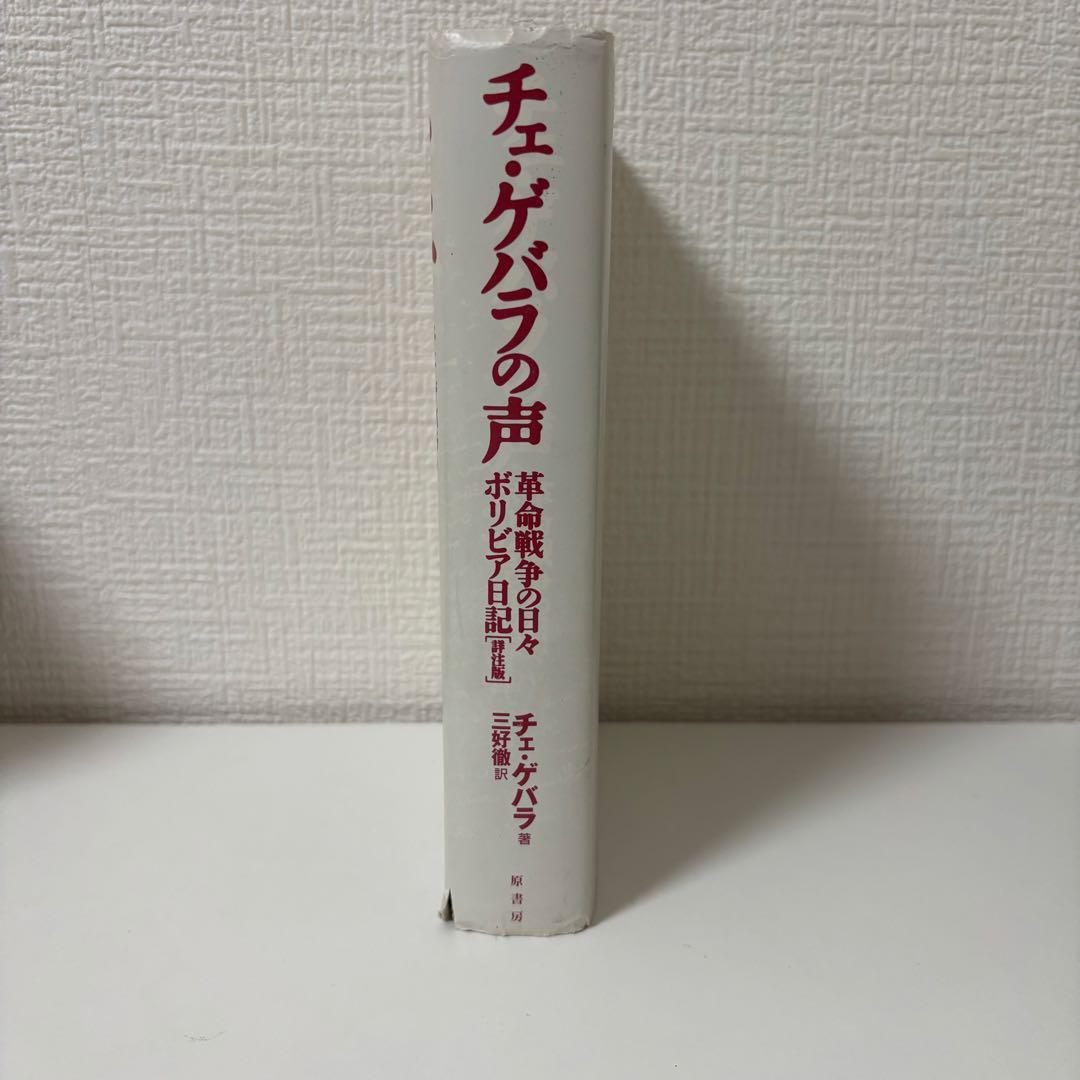 チェ・ゲバラの声
革命戦争の日々
ボリビア日記[詳注版]
チェ・ゲバラ 著
三好徹 訳
原書房